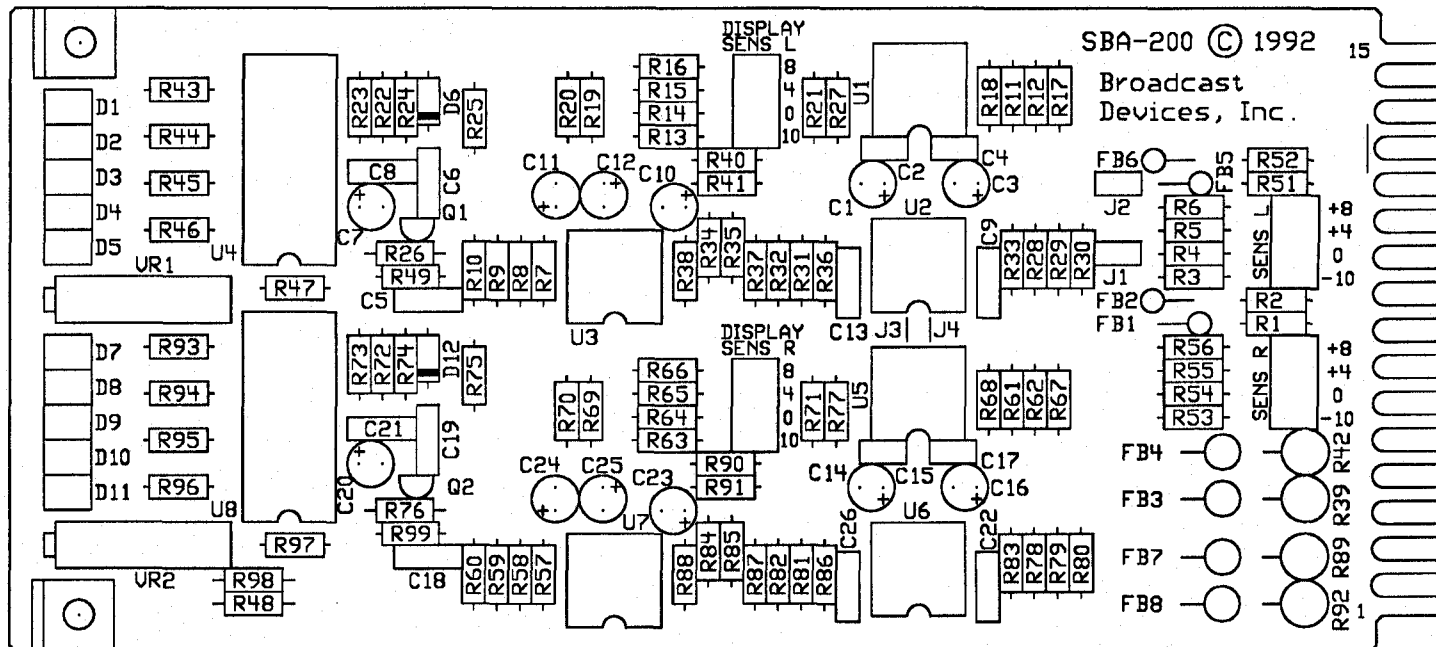 DISPLAY
SENS L
8
4
0
10
SBA-200 © 1992
15
Broadcast
Devices, Inc.
D1
D2
D3
D4
D5
R43
R44
R45
R46
U4
VR1
R47
R23
R22
R24
D6
R25
C8
C6
C7
Q1
R26
R49
C5
R10
R9
R8
R7
R20
R19
C11
C12
C10
U3
R16
R15
R14
R13
R40
R41
R38
R34
R35
R37
R32
R31
R36
C13
R21
R27
U1
C2
C4
C1
C3
U2
C9
R18
R11
R12
R17
R33
R28
R29
R30
J3
J4
FB6
FB5
J2
J1
FB2
FB1
R52
R51
R6
R5
R4
R3
SENS L
+8
+4
0
-10
R2
R1
D7
D8
D9
D10
D11
R93
R94
R95
R96
U8
VR2
R97
R98
R48
R73
R72
R74
D12
R75
C21
C19
C20
Q2
R76
R99
C18
R60
R59
R58
R57
R70
R69
C24
C25
C23
U7
DISPLAY
SENS R
8
4
0
10
R66
R65
R64
R63
R90
R91
R88
R84
R85
R87
R82
R81
R86
C26
R71
R77
U5
C14
C15
C17
C16
U6
C22
R68
R61
R62
R67
R83
R78
R79
R80
R56
R55
R54
R53
SENS R
+8
+4
0
-10
FB4
R42
FB3
R39
FB7
R89
FB8
R92
1